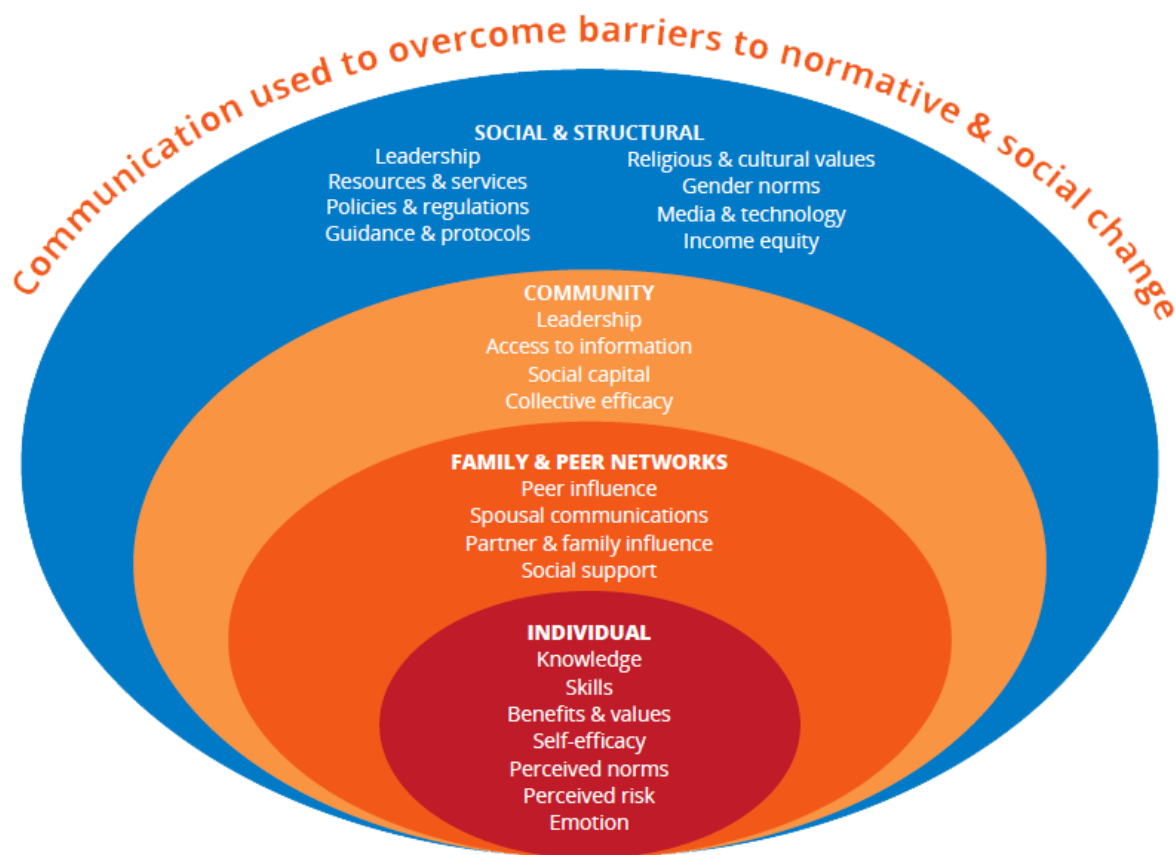 Communication used to overcome barriers to normative & social change
SOCIAL & STRUCTURAL
Leadership
Resources & services
Policies & regulations
Guidance & protocols
Religious & cultural values
Gender norms
Media & technology
Income equity
COMMUNITY
Leadership
Access to information
Social capital
Collective efficacy
FAMILY & PEER NETWORKS
Peer influence
Spousal communications
Partner & family influence
Social support
INDIVIDUAL
Knowledge
Skills
Benefits & values
Self-efficacy
Perceived norms
Perceived risk
Emotion